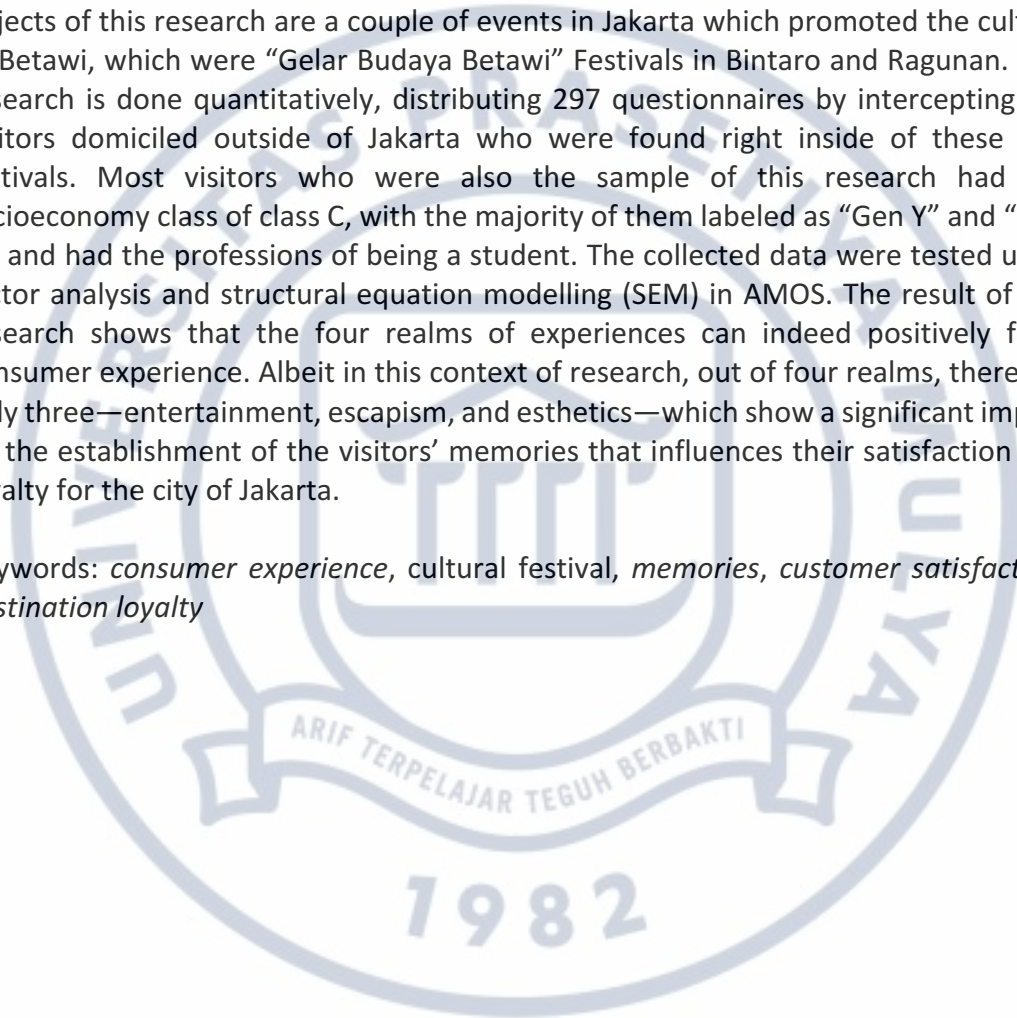 jects of this research are a couple of events in Jakarta which promoted the cult
Betawi, which were “Gelar Budaya Betawi” Festivals in Bintaro and Ragunan.
search is done quantitatively, distributing 297 questionnaires by intercepting
itors domiciled outside of Jakarta who were found right inside of these
tivals. Most visitors who were also the sample of this research had
cioeconomy class of class C, with the majority of them labeled as “Gen Y” and “
and had the professions of being a student. The collected data were tested u
ctor analysis and structural equation modelling (SEM) in AMOS. The result of
search shows that the four realms of experiences can indeed positively f
nsumer experience. Albeit in this context of research, out of four realms, there
ly three—entertainment, escapism, and esthetics—which show a significant imp
the establishment of the visitors’ memories that influences their satisfaction
yalty for the city of Jakarta.
ywords: consumer experience, cultural festival, memories, customer satisfact
stination loyalty
UNIVERSITAS PRASETIYA MULYA
ARIF TERPELAJAR TEGUH BERBAKTI
1982